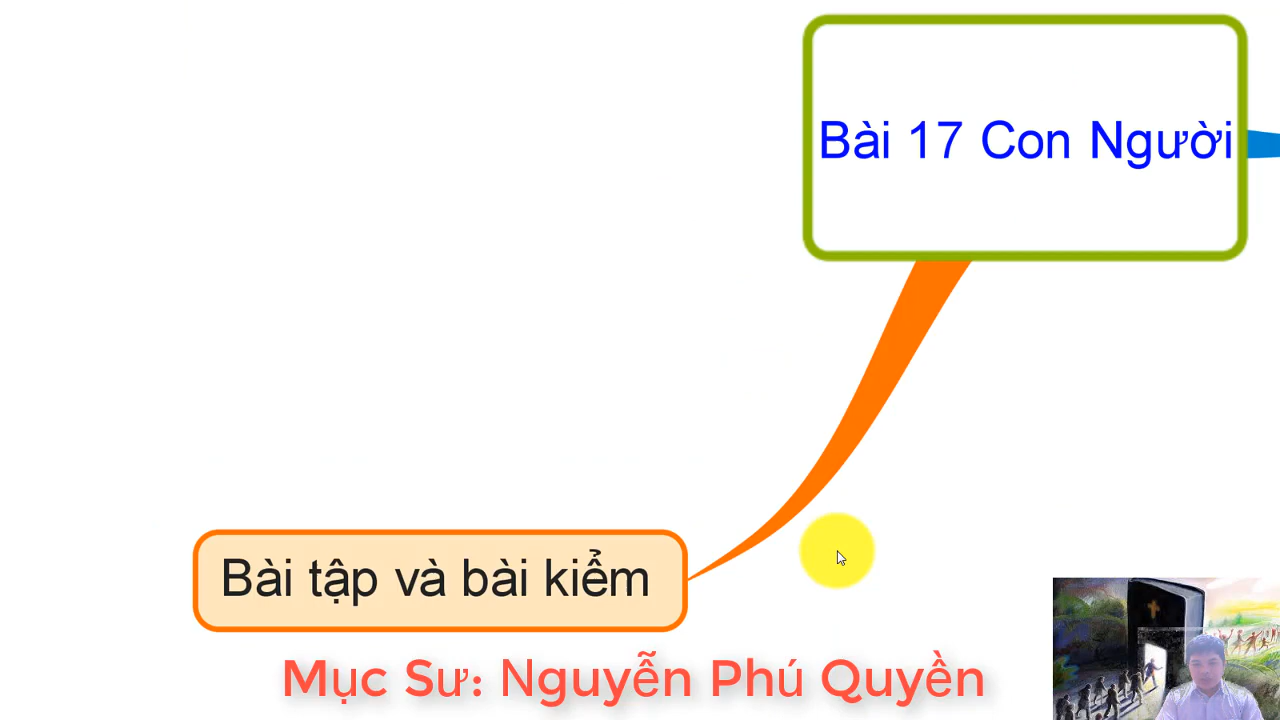 Bài 17 Con Người
Bài tập và bài kiểm
Mục Sư: Nguyễn Phú Quyền